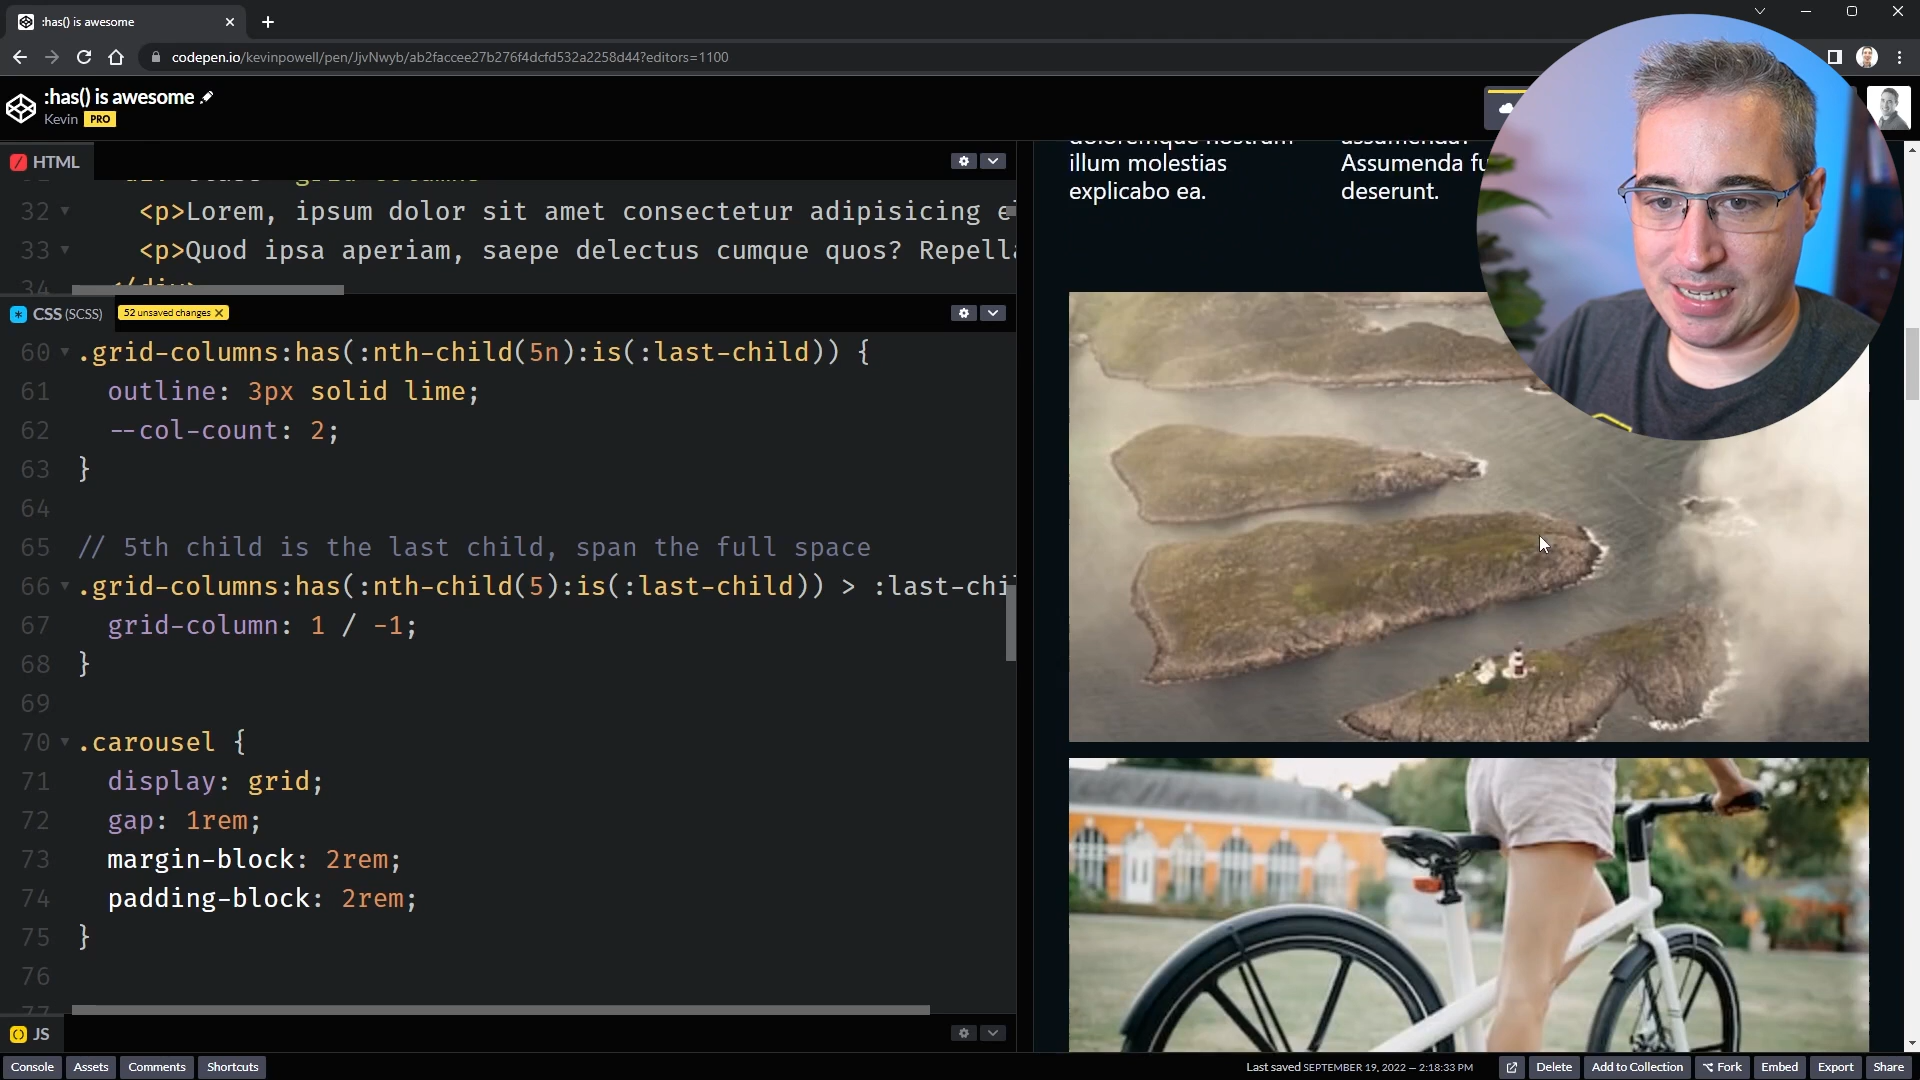 :has() is awesome
codepen.io/kevinpowell/pen/JjvNwyb/ab2faccee27b276f4dcfd532a2258d44?editors=1100
:has() is awesome
Kevin PRO
HTML
32 <p>Lorem, ipsum dolor sit amet consectetur adipisicing
33 <p>Quod ipsa aperiam, saepe delectus cumque quos?
34 </div>
CSS (SCSS) 52 unsaved changes
60 .grid-columns:has(:nth-child(5n):is(:last-child)) {
61 outline: 3px solid lime;
62 --col-count: 2;
63 }
64
65 // 5th child is the last child, span the full space
66 .grid-columns:has(:nth-child(5):is(:last-child)) > :last-chi
67 grid-column: 1 / -1;
68 }
69
70 .carousel {
71 display: grid;
72 gap: 1rem;
73 margin-block: 2rem;
74 padding-block: 2rem;
75 }
76
77
JS
doloremque nostrum
illum molestias
explicabo ea.
Assumenda
deserunt.
Console Assets Comments Shortcuts
Last saved SEPTEMBER 19, 2022 — 2:18:33 PM
Delete Add to Collection Fork Embed Export Share